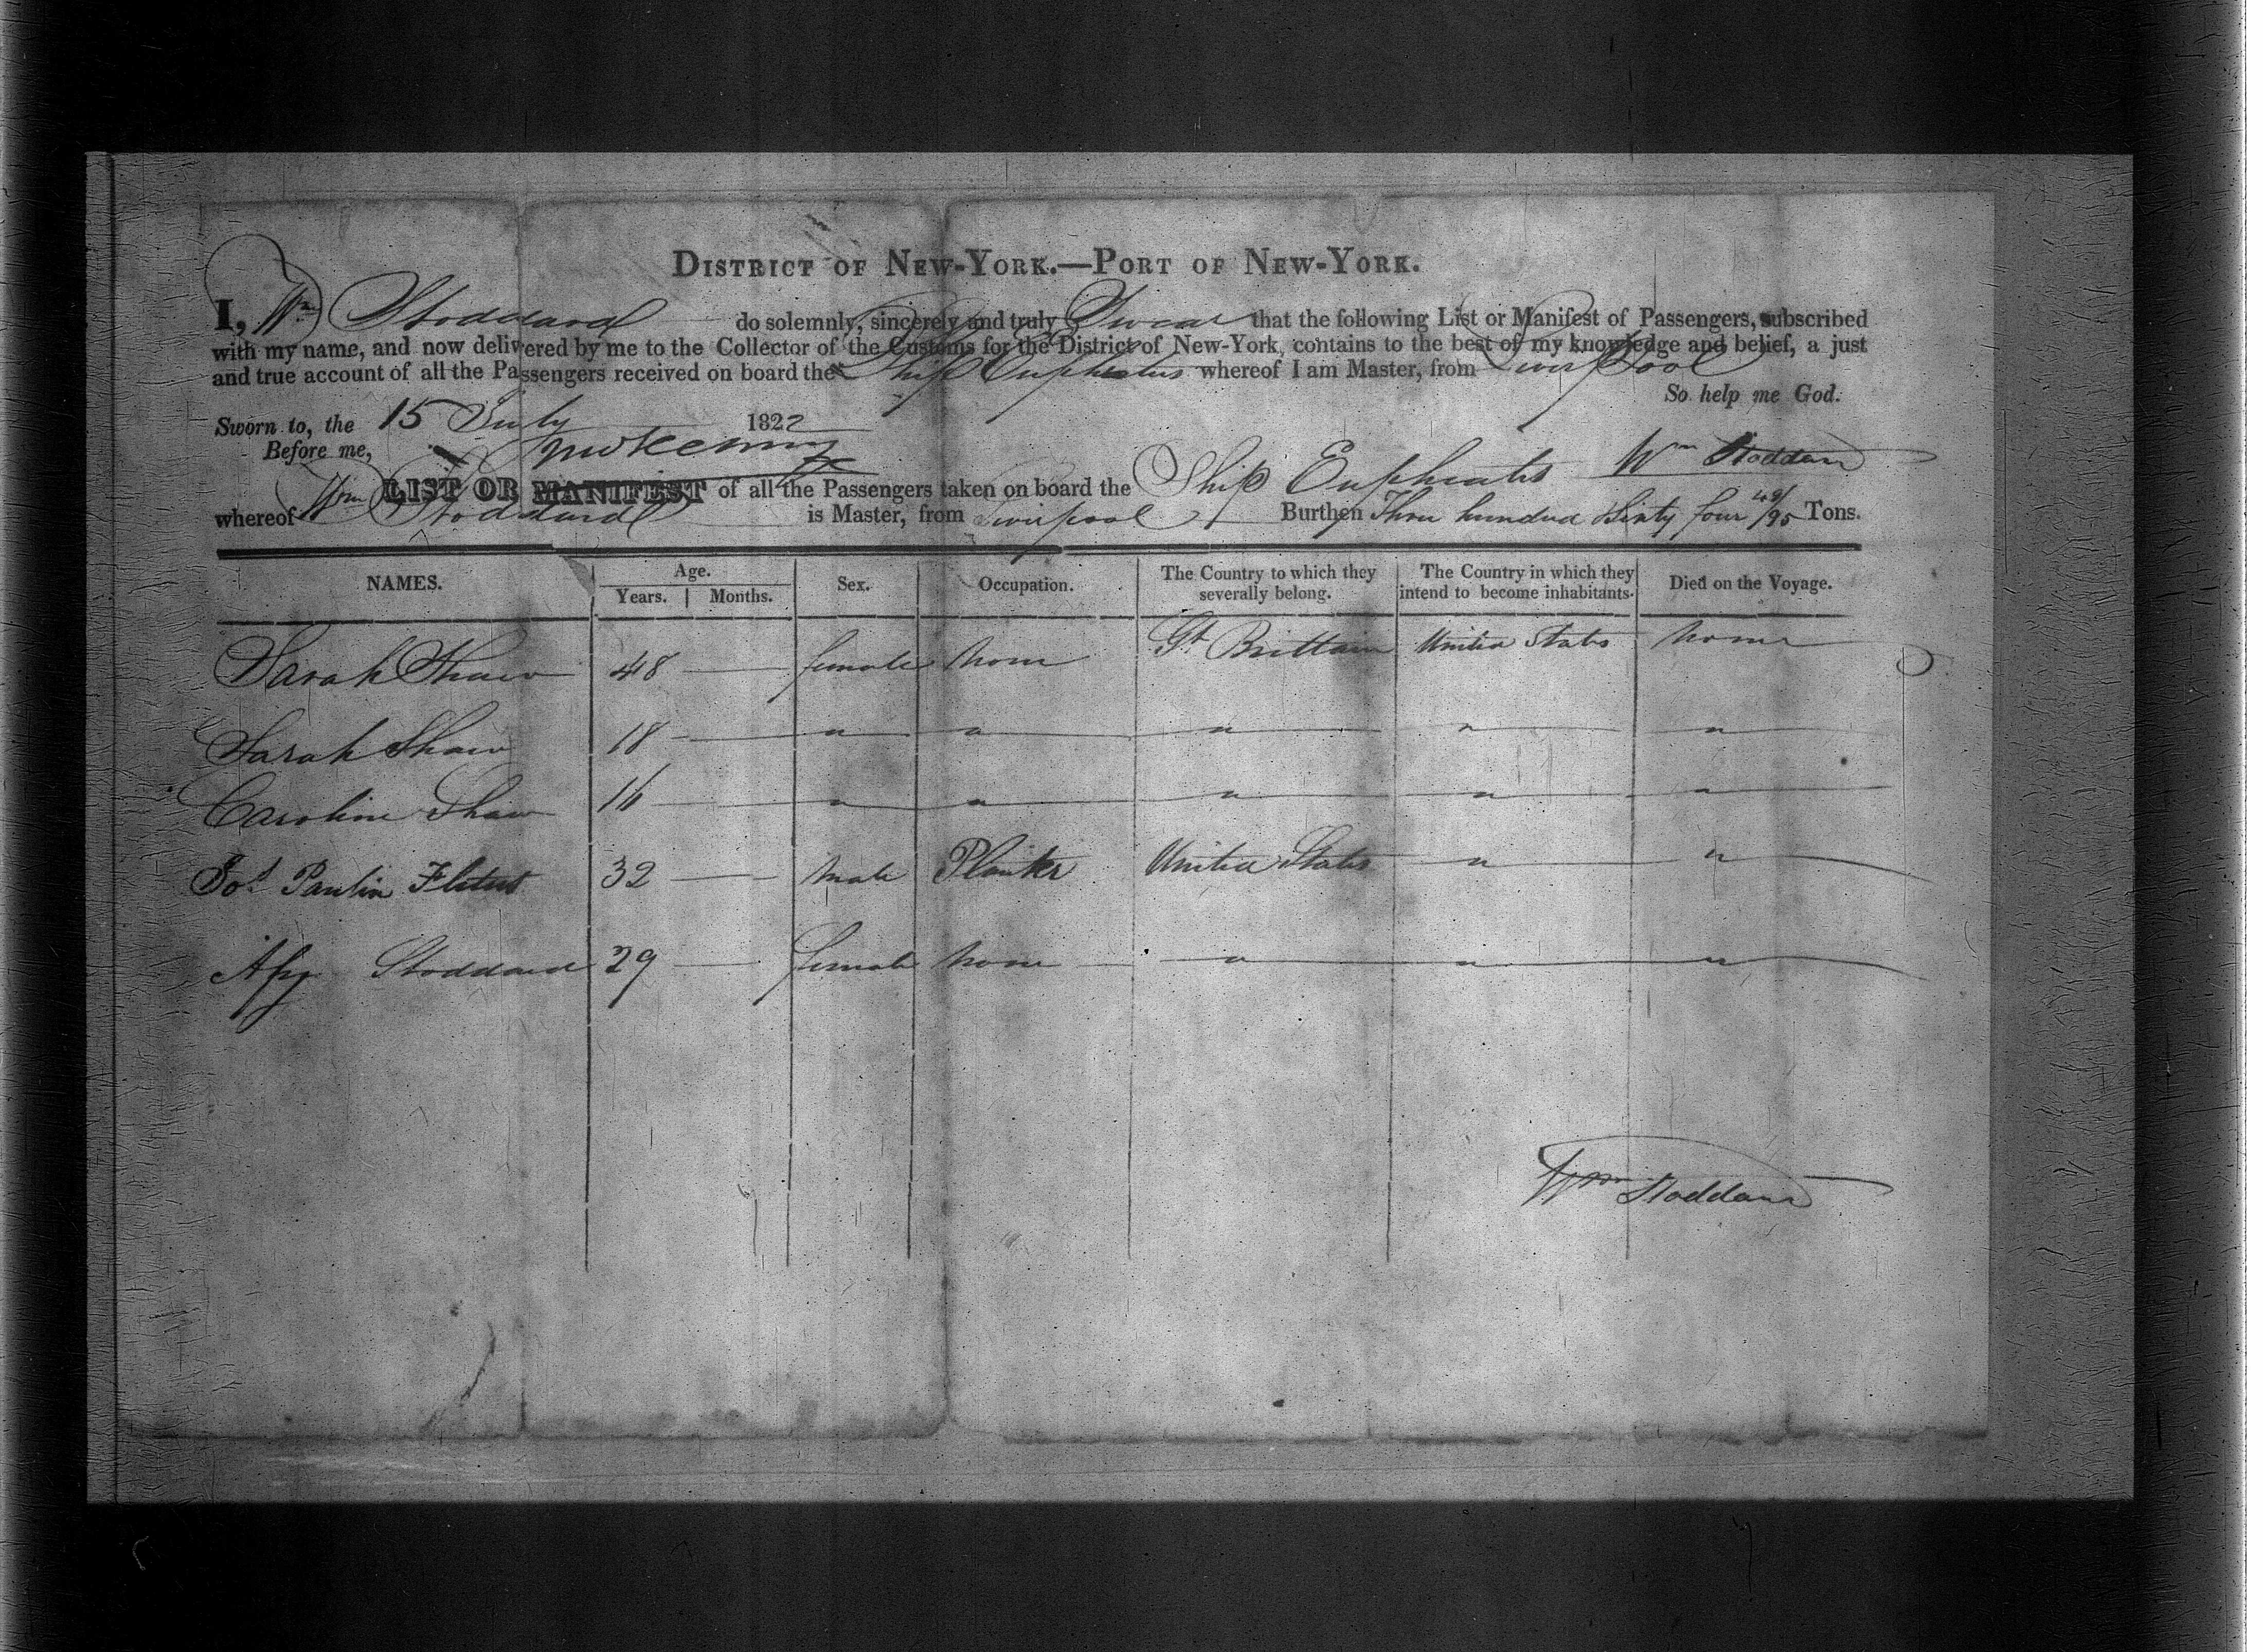 DISTRICT OF NEW-YORK.—PORT OF NEW-YORK.
I, Wm Stoddard do solemnly, sincerely and truly Swear that the following List or Manifest of Passengers, subscribed
with my name, and now delivered by me to the Collector of the Customs for the District of New-York, contains to the best of my knowledge and belief, a just
and true account of all the Passengers received on board the Ship Euphrates whereof I am Master, from Liverpool
So help me God.
Sworn to, the 15 July 1822
Before me,
Wm Stoddard
LIST OR MANIFEST of all the Passengers taken on board the Ship Euphrates
whereof Wm Stoddard is Master, from Liverpool Burthen Three hundred Sixty four 48/95 Tons.
NAMES. Age. Sex. Occupation. The Country to which they severally belong. The Country in which they intend to become inhabitants. Died on the Voyage.
Years. Months.
Sarah Shaw 48 — female None Gt. Brittain United States None
Sarah Shaw 18 — " " " " "
Caroline Shaw 16 — " " " " "
Paulin 32 — Male Planter United States " "
Stoddard 29 — female None " " "
Wm Stoddard